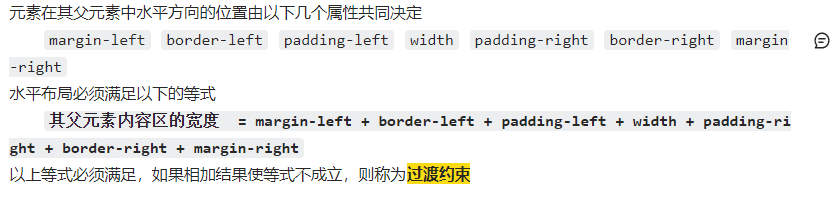 元素在其父元素中水平方向的位置由以下几个属性共同决定
margin-left border-left padding-left width padding-right border-right margin
-right
水平布局必须满足以下的等式
其父元素内容区的宽度 = margin-left + border-left + padding-left + width + padding-ri
ght + border-right + margin-right
以上等式必须满足，如果相加结果使等式不成立，则称为过渡约束